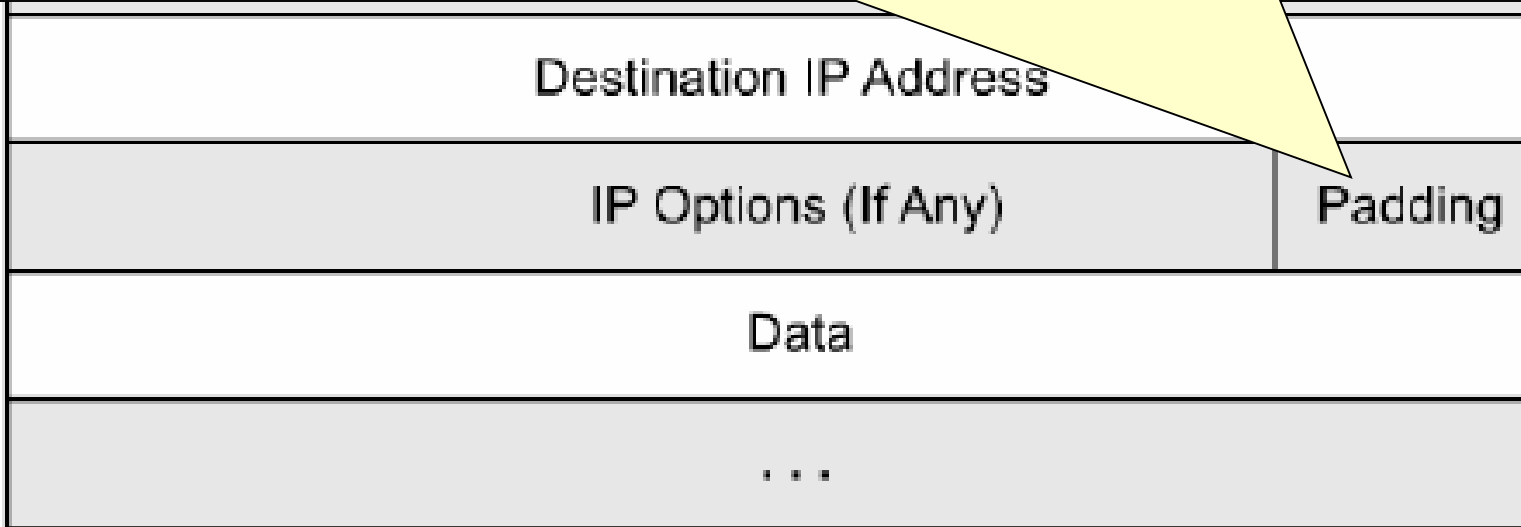 Destination IP Address
IP Options (If Any)
Padding
Data
...